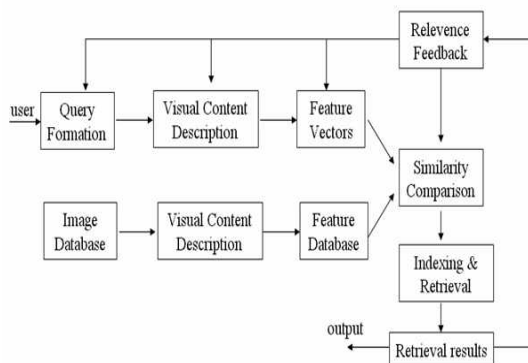 Relevence
Feedback
user
Query
Formation
Visual Content
Description
Feature
Vectors
Similarity
Comparison
Image
Database
Visual Content
Description
Feature
Database
Indexing &
Retrieval
output
Retrieval results